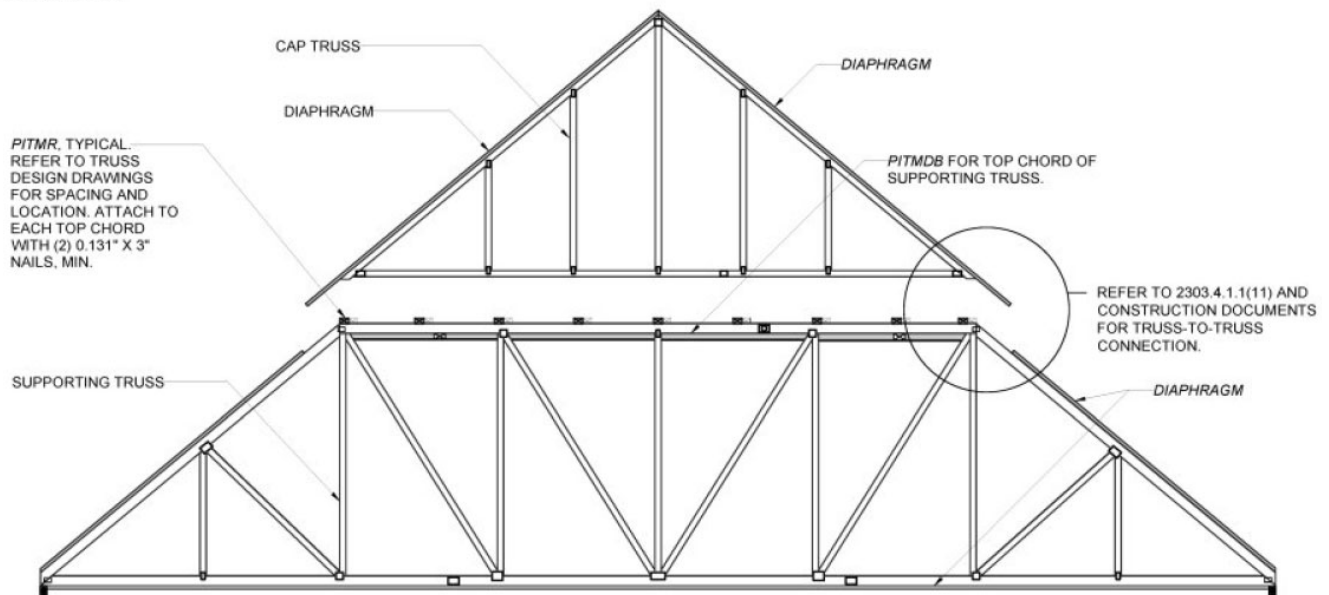 CAP TRUSS
DIAPHRAGM
DIAPHRAGM
PITMR, TYPICAL.
REFER TO TRUSS
DESIGN DRAWINGS
FOR SPACING AND
LOCATION. ATTACH TO
EACH TOP CHORD
WITH (2) 0.131" X 3"
NAILS, MIN.
PITMDB FOR TOP CHORD OF
SUPPORTING TRUSS.
REFER TO 2303.4.1.1(11) AND
CONSTRUCTION DOCUMENTS
FOR TRUSS-TO-TRUSS
CONNECTION.
SUPPORTING TRUSS
DIAPHRAGM